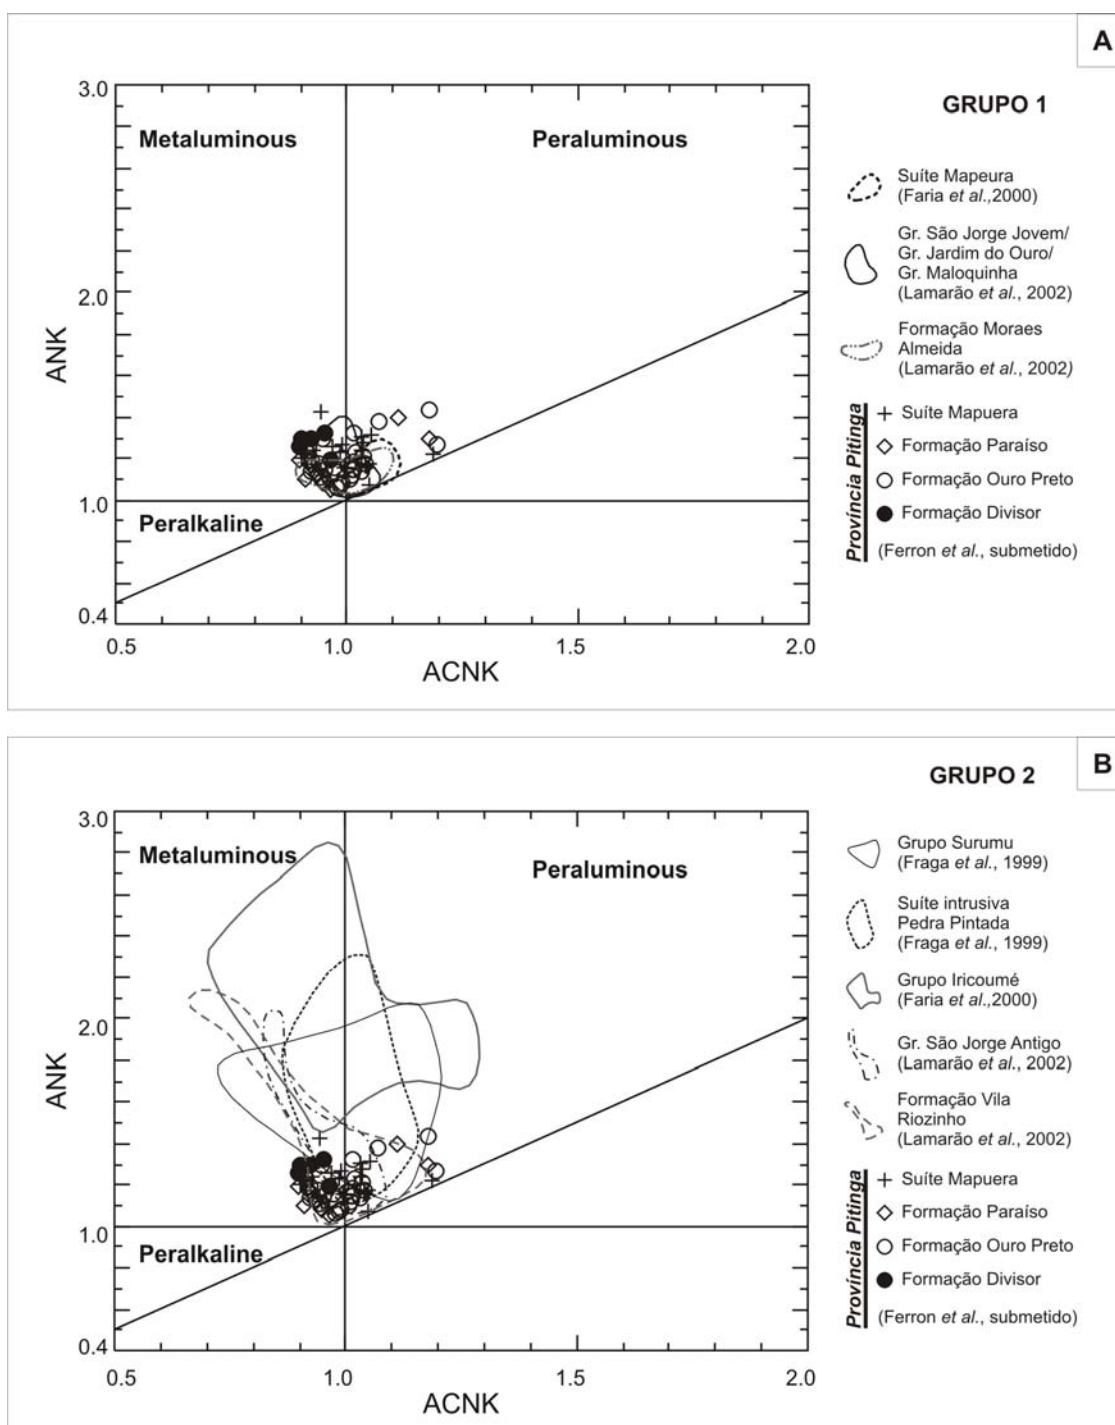 A
GRUPO 1
3.0
2.0
1.0
0.4
ANK
Metaluminous
Peraluminous
Peralkaline
0.5
1.0
1.5
2.0
ACNK
Suíte Mapeura
(Faria et al.,2000)
Gr. São Jorge Jovem/
Gr. Jardim do Ouro/
Gr. Maloquinha
(Lamarão et al., 2002)
Formação Moraes
Almeida
(Lamarão et al., 2002)
Província Pitinga
Suíte Mapuera
Formação Paraíso
Formação Ouro Preto
Formação Divisor
(Ferron et al., submetido)
B
GRUPO 2
3.0
2.0
1.0
0.4
ANK
Metaluminous
Peraluminous
Peralkaline
0.5
1.0
1.5
2.0
ACNK
Grupo Surumu
(Fraga et al., 1999)
Suíte intrusiva
Pedra Pintada
(Fraga et al., 1999)
Grupo Iricoumé
(Faria et al.,2000)
Gr. São Jorge Antigo
(Lamarão et al., 2002)
Formação Vila
Riozinho
(Lamarão et al., 2002)
Província Pitinga
Suíte Mapuera
Formação Paraíso
Formação Ouro Preto
Formação Divisor
(Ferron et al., submetido)